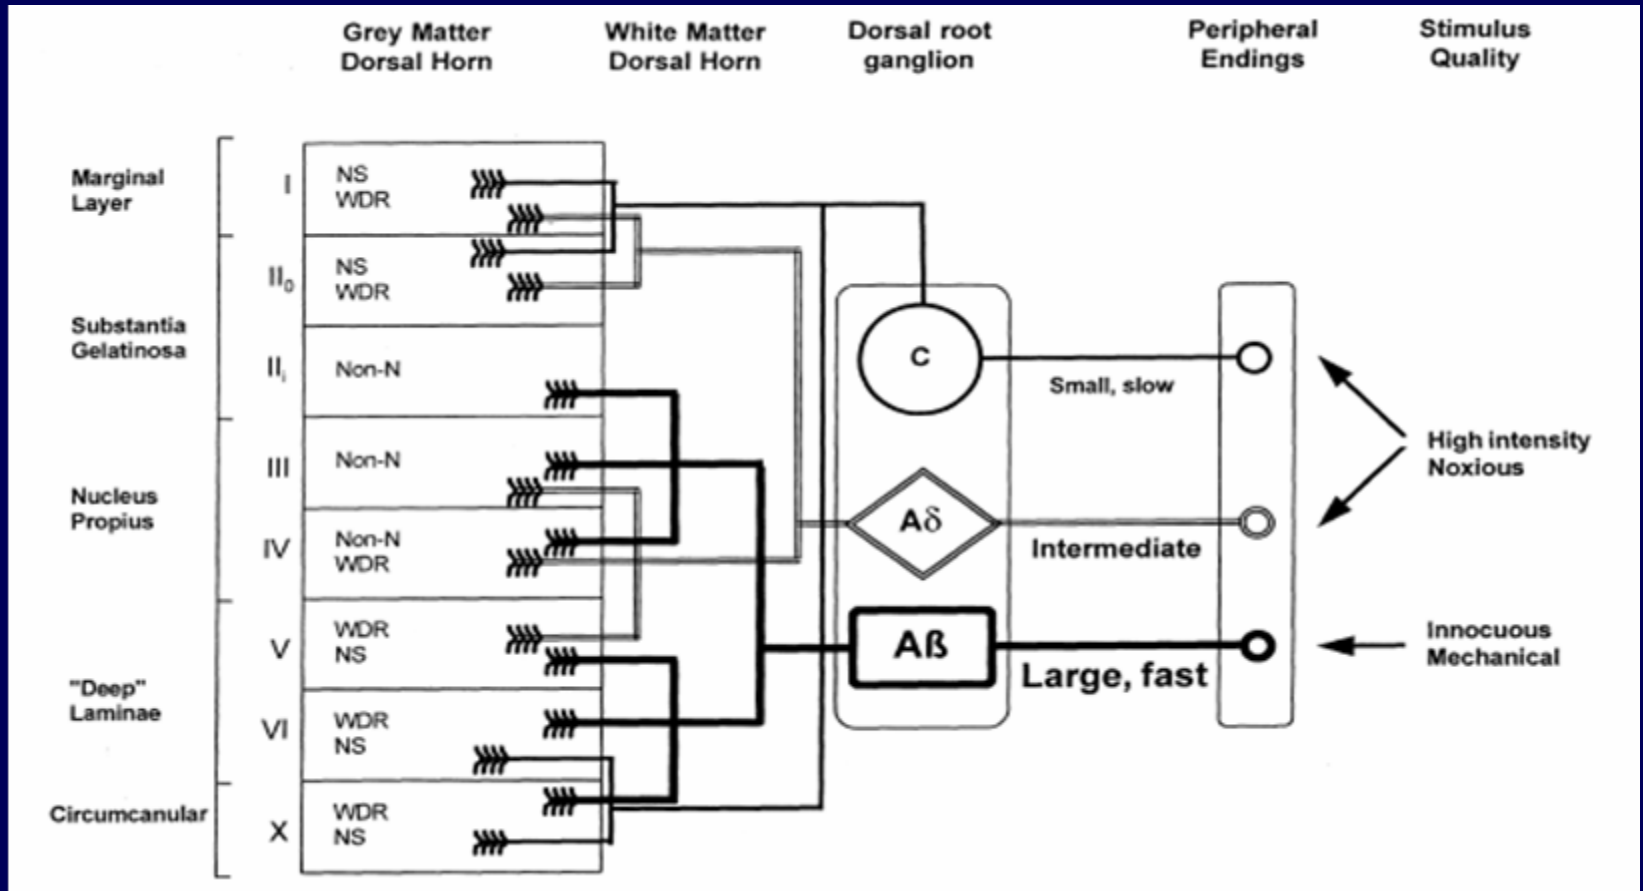 Grey Matter
Dorsal Horn
White Matter
Dorsal Horn
Dorsal root
ganglion
Peripheral
Endings
Stimulus
Quality
Marginal
Layer
I
NS
WDR
Substantia
Gelatinosa
II0
NS
WDR
IIi
Non-N
Nucleus
Propius
III
Non-N
IV
Non-N
WDR
"Deep"
Laminae
V
WDR
NS
VI
WDR
NS
Circumcanular
X
WDR
NS
C
Small, slow
Aδ
Intermediate
Aß
Large, fast
High intensity
Noxious
Innocuous
Mechanical